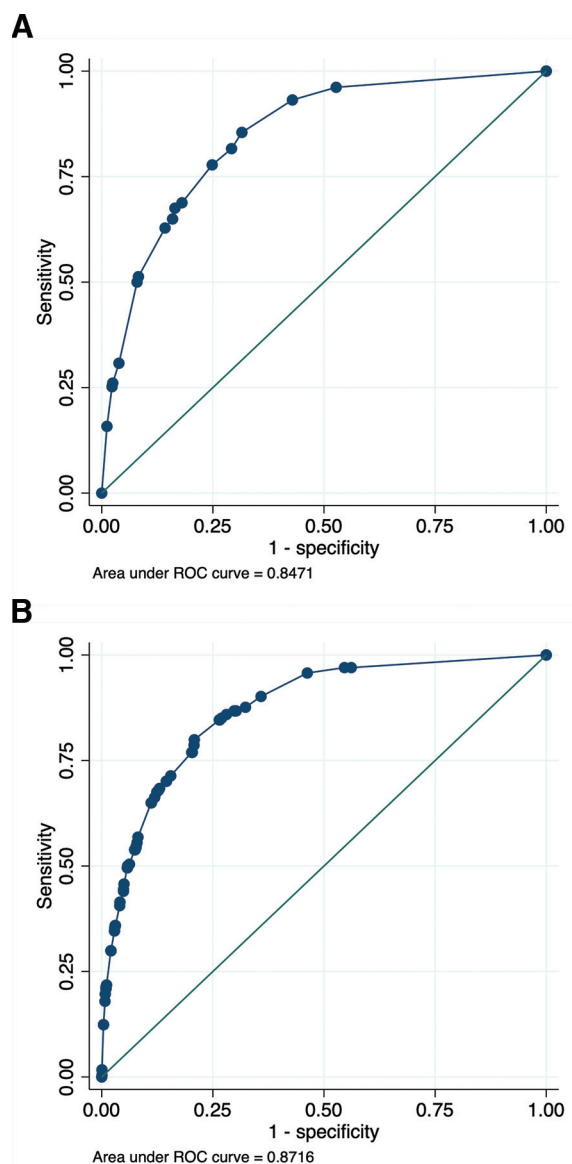 A
1.00
0.75
0.50
0.25
0.00
Sensitivity
0.00 0.25 0.50 0.75 1.00
1 - specificity
Area under ROC curve = 0.8471
B
1.00
0.75
0.50
0.25
0.00
Sensitivity
0.00 0.25 0.50 0.75 1.00
1 - specificity
Area under ROC curve = 0.8716